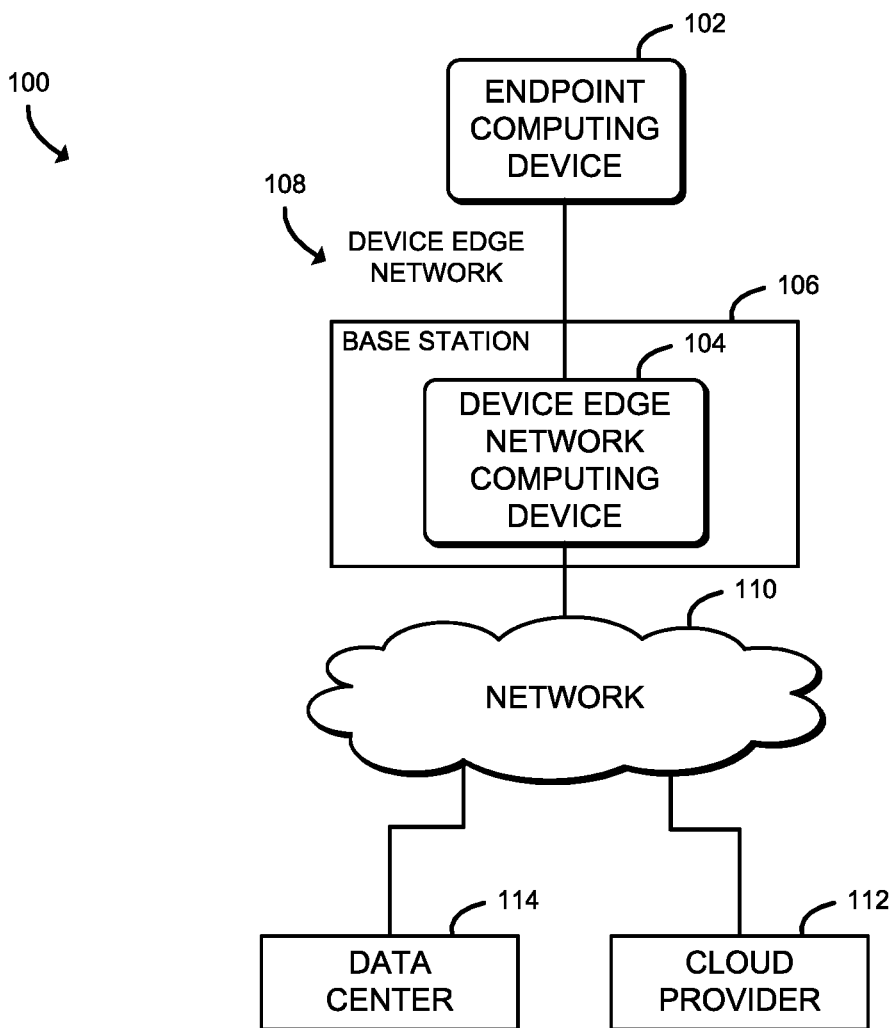 102
100
ENDPOINT
COMPUTING
DEVICE
108
DEVICE EDGE
NETWORK
106
BASE STATION
104
DEVICE EDGE
NETWORK
COMPUTING
DEVICE
110
NETWORK
114
112
DATA
CENTER
CLOUD
PROVIDER